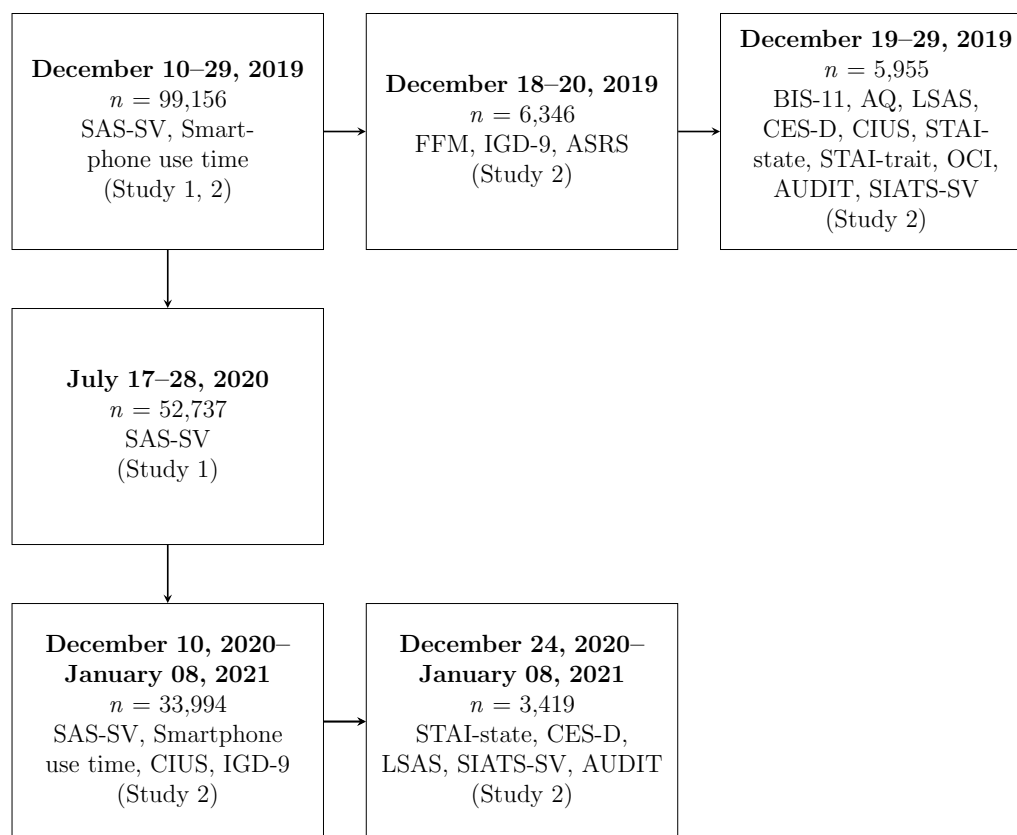 December 10–29, 2019
n = 99,156
SAS-SV, Smart-
phone use time
(Study 1, 2)
December 18–20, 2019
n = 6,346
FFM, IGD-9, ASRS
(Study 2)
December 19–29, 2019
n = 5,955
BIS-11, AQ, LSAS,
CES-D, CIUS, STAI-
state, STAI-trait, OCI,
AUDIT, SIATS-SV
(Study 2)
July 17–28, 2020
n = 52,737
SAS-SV
(Study 1)
December 10, 2020–
January 08, 2021
n = 33,994
SAS-SV, Smartphone
use time, CIUS, IGD-9
(Study 2)
December 24, 2020–
January 08, 2021
n = 3,419
STAI-state, CES-D,
LSAS, SIATS-SV, AUDIT
(Study 2)